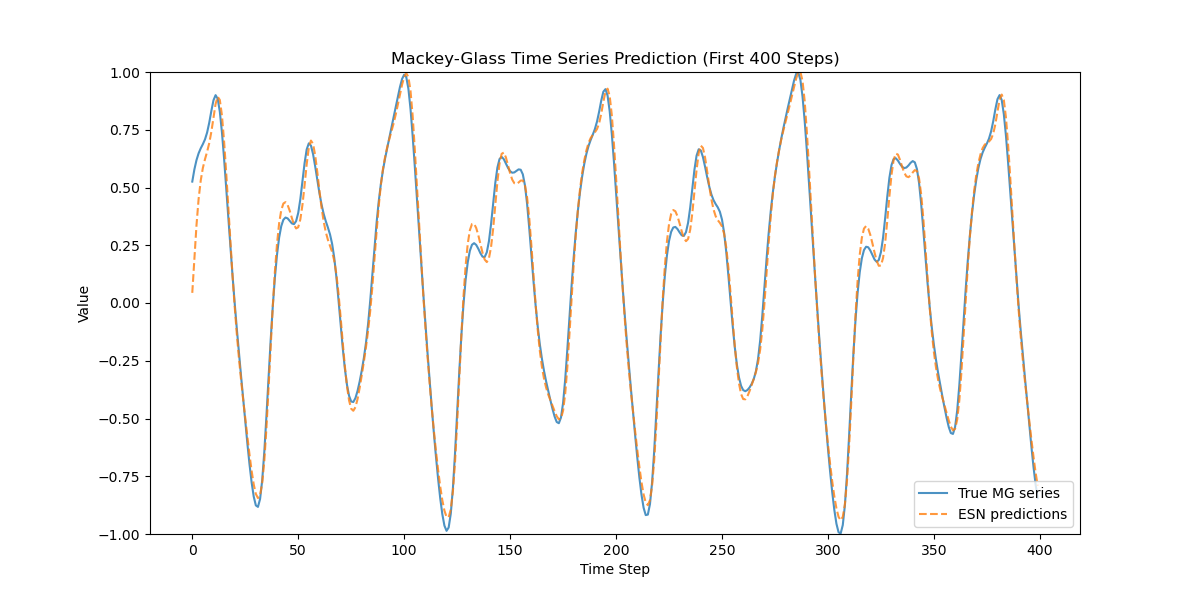 Mackey-Glass Time Series Prediction (First 400 Steps)
1.00
0.75
0.50
0.25
0.00
−0.25
−0.50
−0.75
−1.00
Value
0 50 100 150 200 250 300 350 400
Time Step
True MG series
ESN predictions